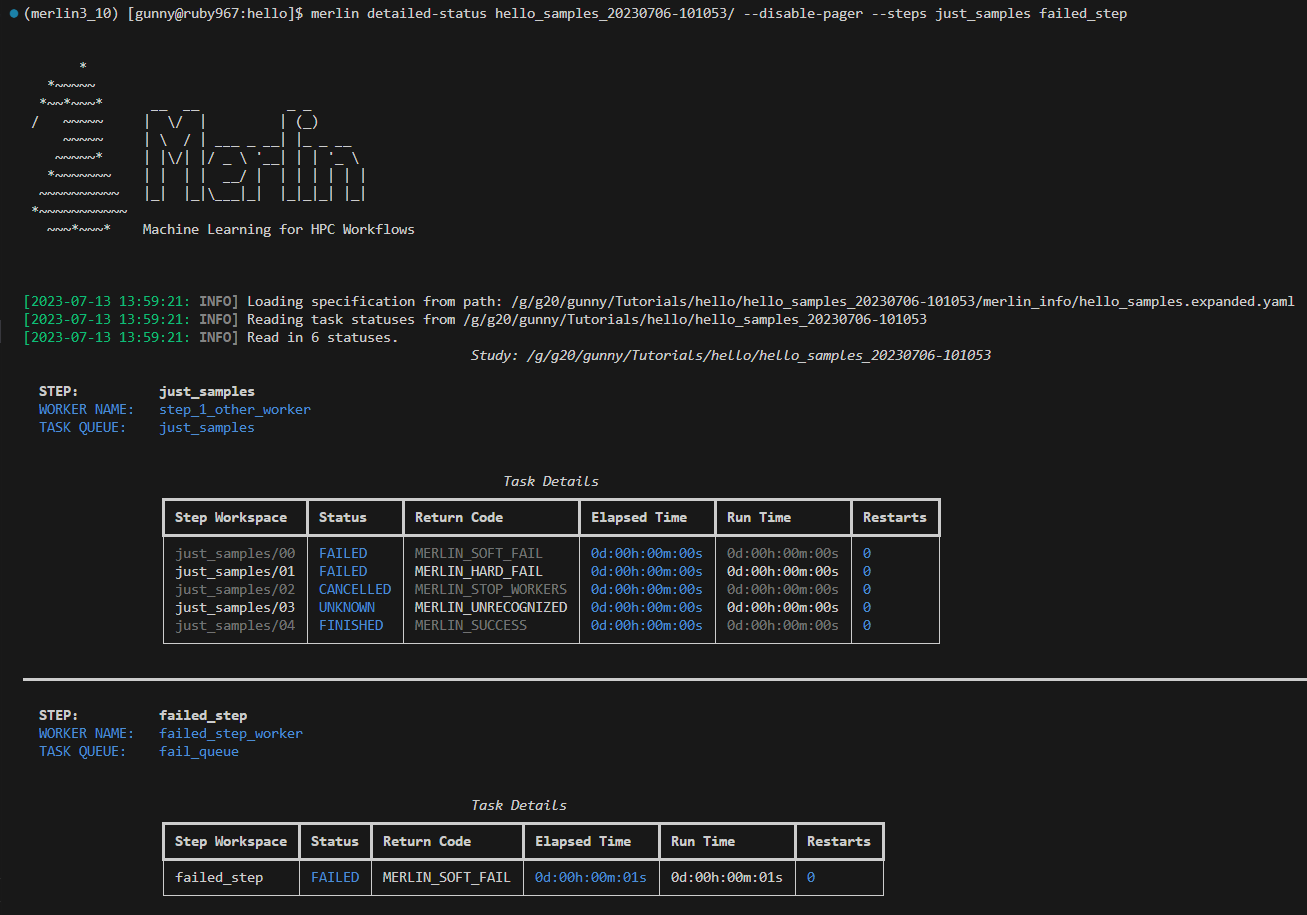 (merlin3_10) [gunny@ruby967:hello]$ merlin detailed-status hello_samples_20230706-101053/ --disable-pager --steps just_samples failed_step
       *
   *~~~~~
  *~~*~~~*      __  __           _ _
 /   ~~~~~     |  \/  |         | (_)
     ~~~~~     | \  / | ___ _ __| |_ _ __
    ~~~~~*     | |\/| |/ _ \ '__| | | '_ \
   *~~~~~~~    | |  | |  __/ |  | | | | | |
  ~~~~~~~~~~   |_|  |_|\___|_|  |_|_|_| |_|
 *~~~~~~~~~~~
   ~~~*~~~*    Machine Learning for HPC Workflows
[2023-07-13 13:59:21: INFO] Loading specification from path: /g/g20/gunny/Tutorials/hello/hello_samples_20230706-101053/merlin_info/hello_samples.expanded.yaml
[2023-07-13 13:59:21: INFO] Reading task statuses from /g/g20/gunny/Tutorials/hello/hello_samples_20230706-101053
[2023-07-13 13:59:21: INFO] Read in 6 statuses.
Study: /g/g20/gunny/Tutorials/hello/hello_samples_20230706-101053
STEP: just_samples
WORKER NAME: step_1_other_worker
TASK QUEUE: just_samples
Task Details
Step Workspace Status Return Code Elapsed Time Run Time Restarts
just_samples/00 FAILED MERLIN_SOFT_FAIL 0d:00h:00m:00s 0d:00h:00m:00s 0
just_samples/01 FAILED MERLIN_HARD_FAIL 0d:00h:00m:00s 0d:00h:00m:00s 0
just_samples/02 CANCELLED MERLIN_STOP_WORKERS 0d:00h:00m:00s 0d:00h:00m:00s 0
just_samples/03 UNKNOWN MERLIN_UNRECOGNIZED 0d:00h:00m:00s 0d:00h:00m:00s 0
just_samples/04 FINISHED MERLIN_SUCCESS 0d:00h:00m:00s 0d:00h:00m:00s 0
STEP: failed_step
WORKER NAME: failed_step_worker
TASK QUEUE: fail_queue
Task Details
Step Workspace Status Return Code Elapsed Time Run Time Restarts
failed_step FAILED MERLIN_SOFT_FAIL 0d:00h:00m:01s 0d:00h:00m:01s 0